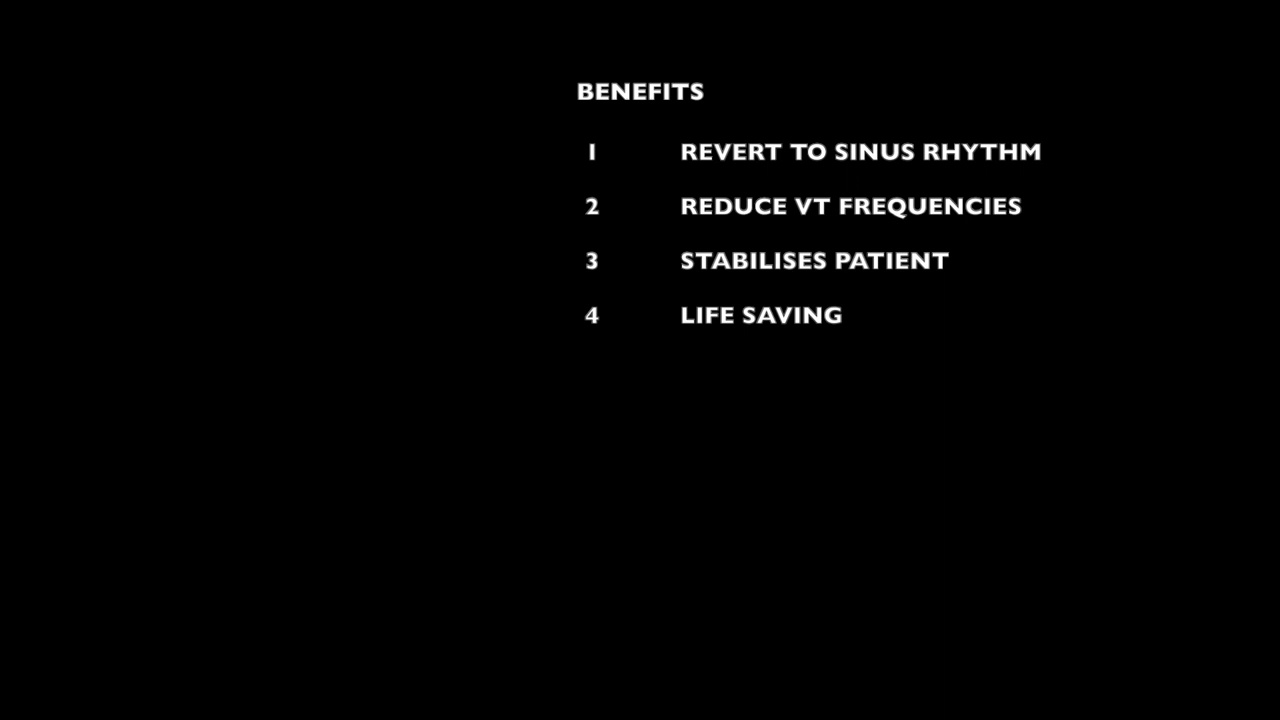 BENEFITS
1 REVERT TO SINUS RHYTHM
2 REDUCE VT FREQUENCIES
3 STABILISES PATIENT
4 LIFE SAVING